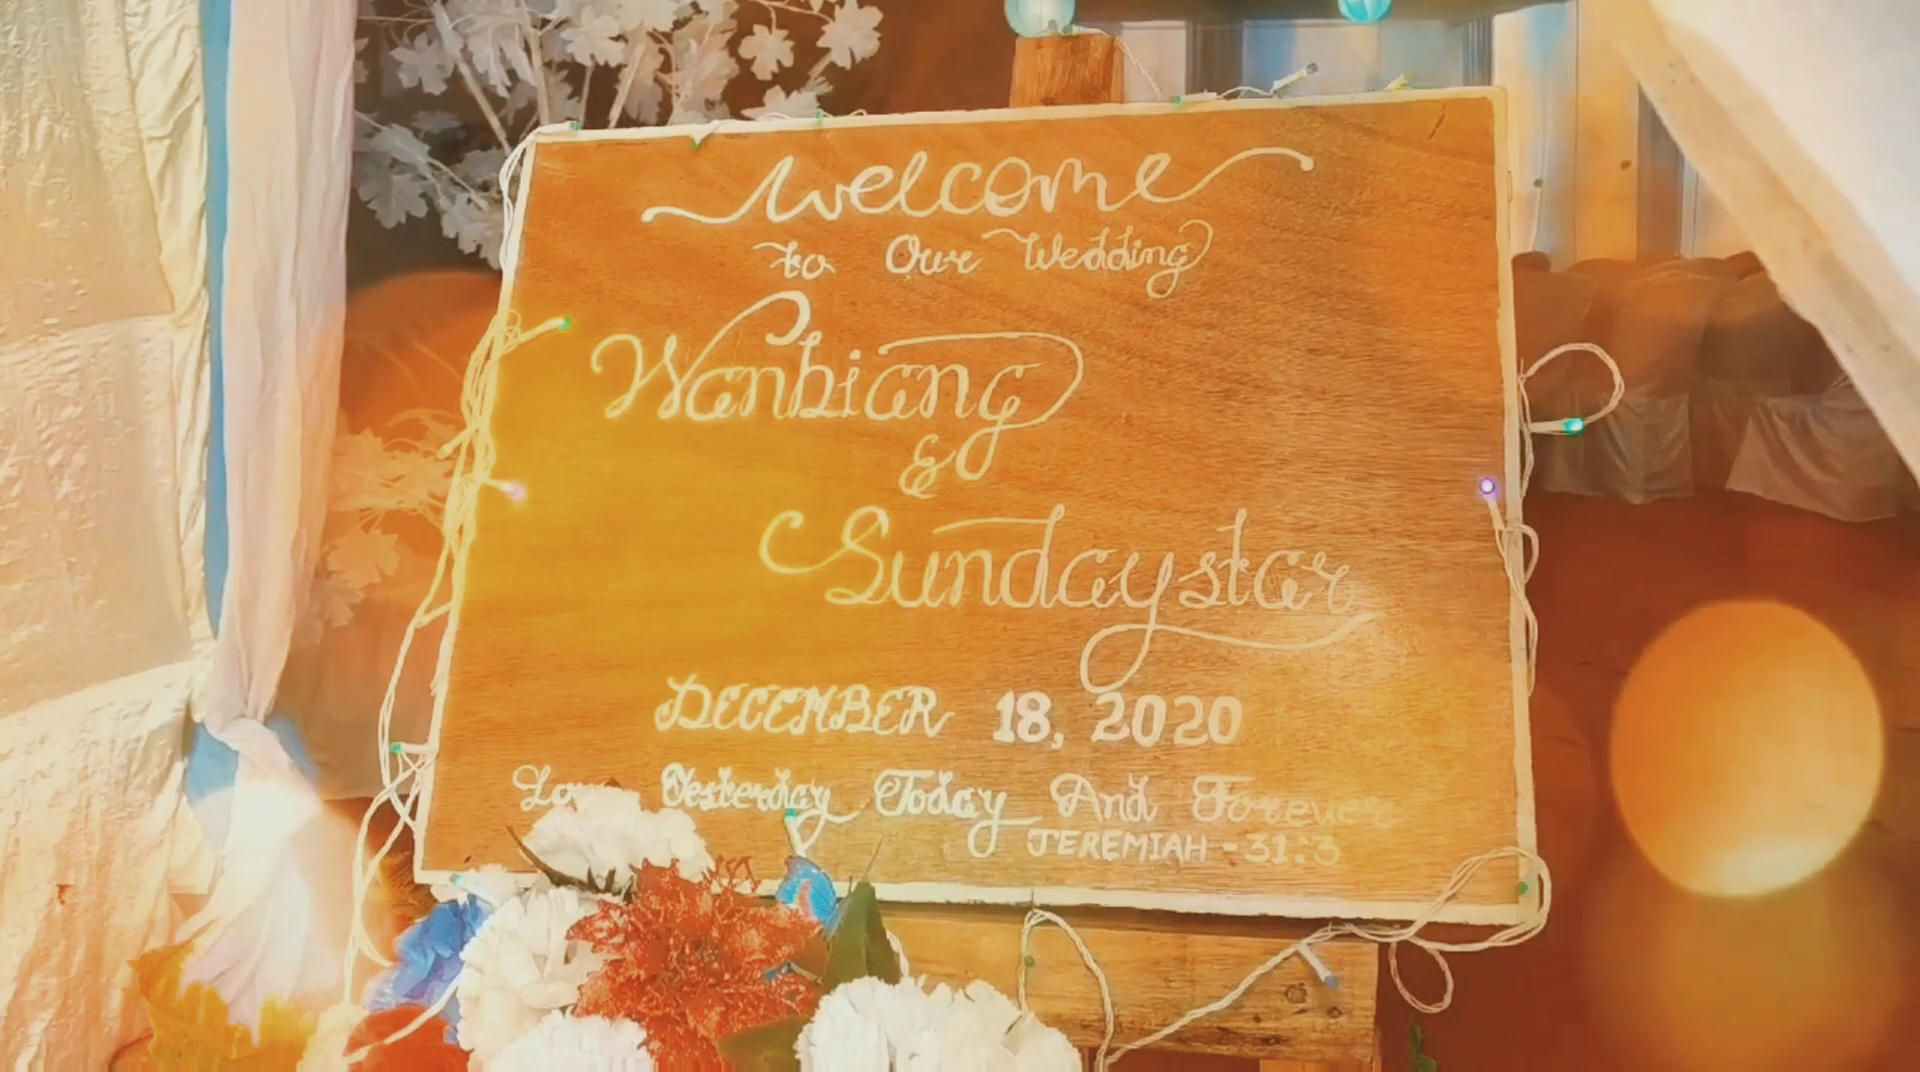 Welcome
to Our Wedding
Wanbiang
&
Sundaystar
DECEMBER 18, 2020
Yesterday Today And Forever
JEREMIAH - 31:3